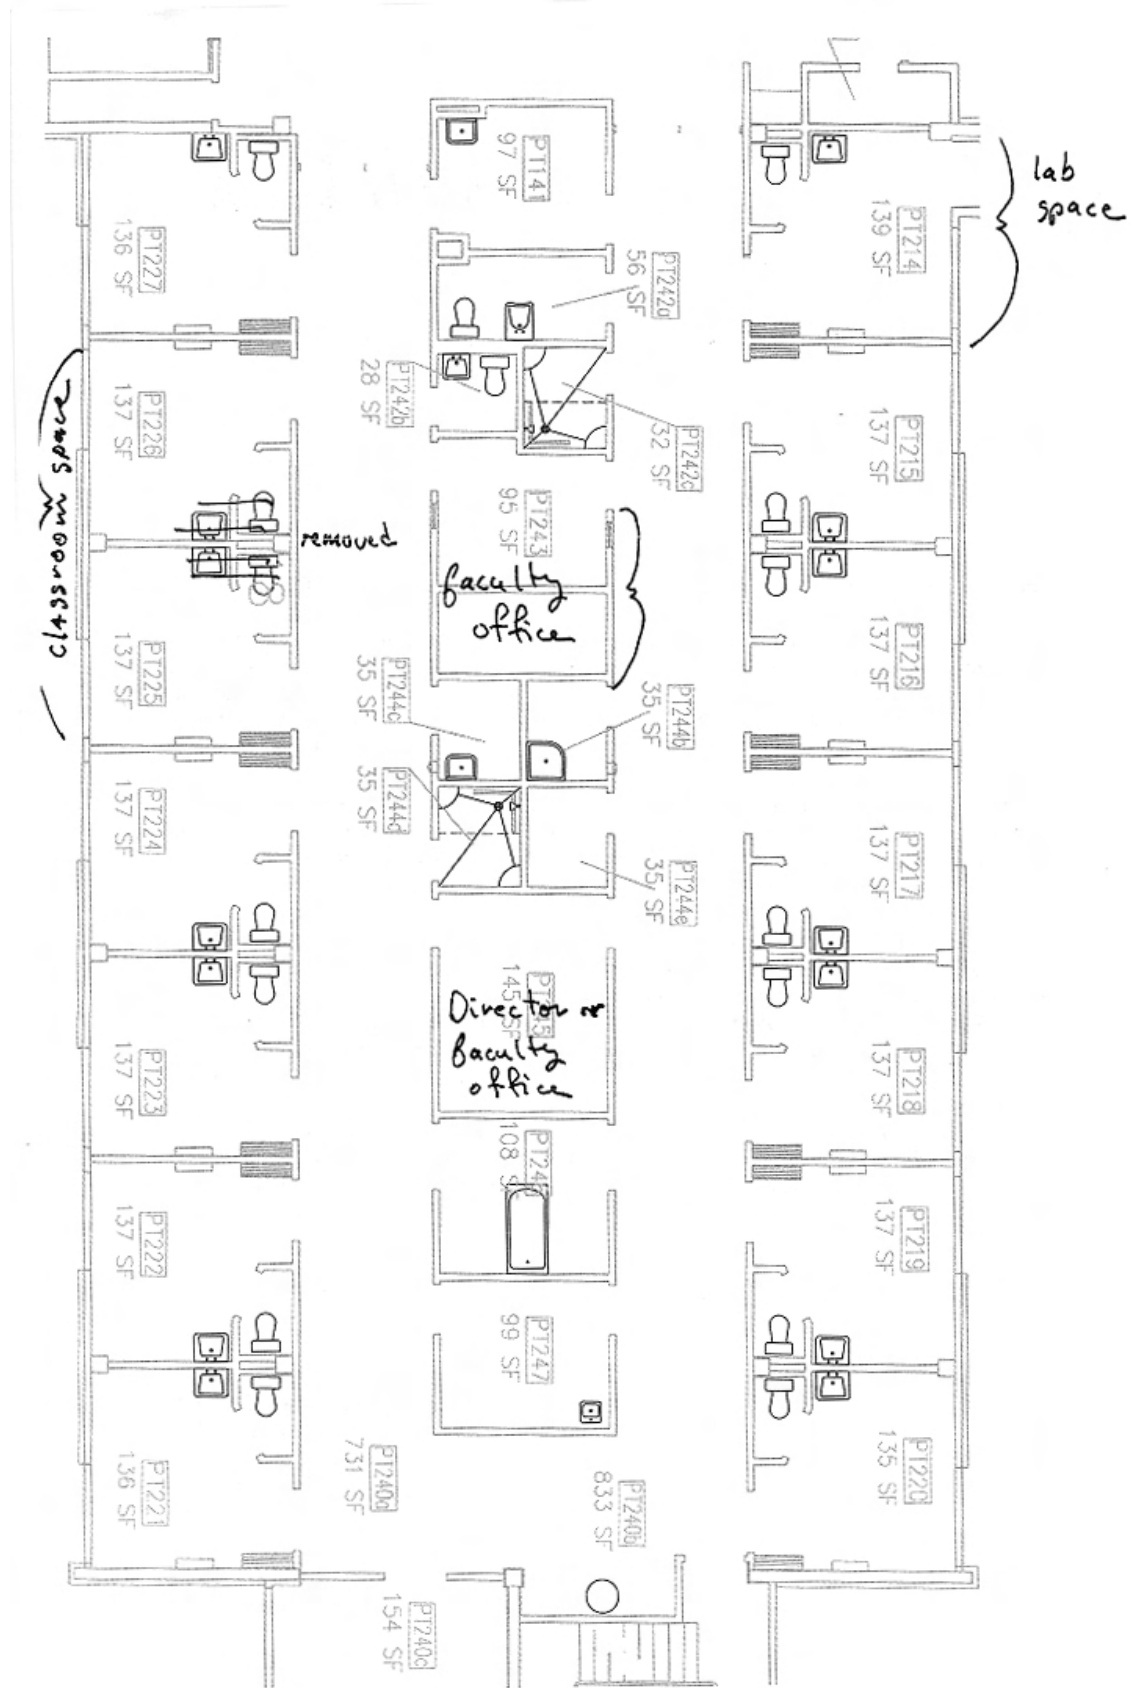 lab
space
PT141
97 SF
PT227
136 SF
PT242a
56 SF
PT214
139 SF
PT242b
28 SF
PT226
137 SF
PT242c
32 SF
PT215
137 SF
classroom space
removed
PT243
95 SF
faculty
office
PT225
137 SF
PT216
137 SF
PT244c
35 SF
PT244b
35 SF
PT244d
35 SF
PT224
137 SF
PT217
137 SF
PT244e
35 SF
PT245
145 SF
Director or
faculty
office
PT223
137 SF
PT218
137 SF
PT246
108 SF
PT222
137 SF
PT219
137 SF
PT247
99 SF
PT221
136 SF
PT240a
731 SF
PT240b
833 SF
PT220
135 SF
PT240c
154 SF